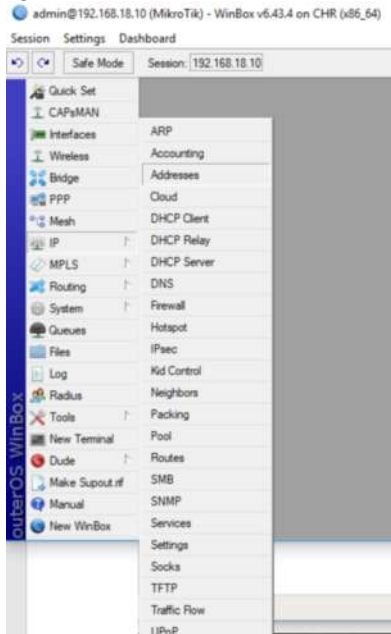 admin@192.168.18.10 (MikroTik) - WinBox v6.43.4 on CHR (x86_64)
Session Settings Dashboard
Safe Mode Session: 192.168.18.10
Quick Set
CAPsMAN
Interfaces
Wireless
Bridge
PPP
Mesh
IP
MPLS
Routing
System
Queues
Files
Log
Radius
Tools
New Terminal
Dude
Make Supout.rif
Manual
New WinBox
ARP
Accounting
Addresses
Cloud
DHCP Client
DHCP Relay
DHCP Server
DNS
Firewall
Hotspot
IPsec
Kid Control
Neighbors
Packing
Pool
Routes
SMB
SNMP
Services
Settings
Socks
TFTP
Traffic Flow
UPnP
outerOS WinBox